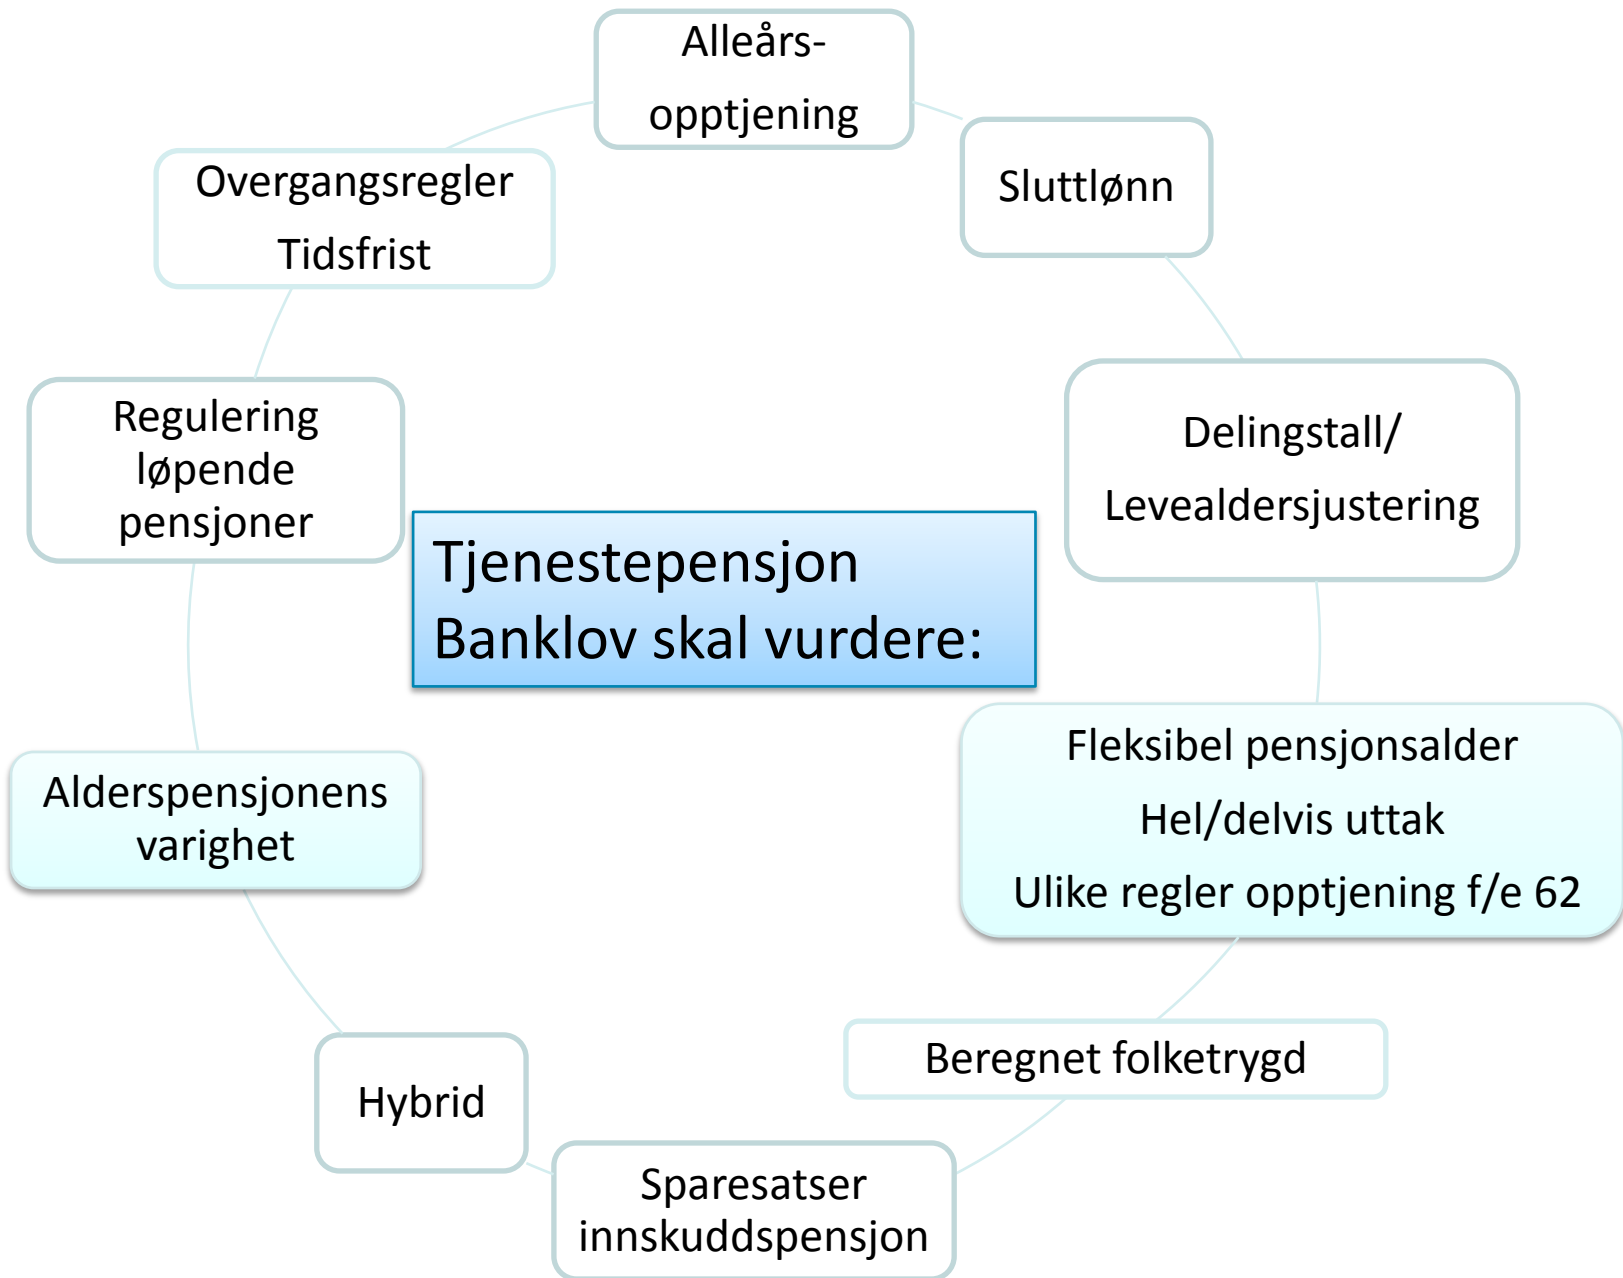 Alleårs-
opptjening
Sluttlønn
Delingstall/
Levealdersjustering
Fleksibel pensjonsalder
Hel/delvis uttak
Ulike regler opptjening f/e 62
Beregnet folketrygd
Sparesatser
innskuddspensjon
Hybrid
Alderspensjonens
varighet
Regulering
løpende
pensjoner
Overgangsregler
Tidsfrist
Tjenestepensjon
Banklov skal vurdere: